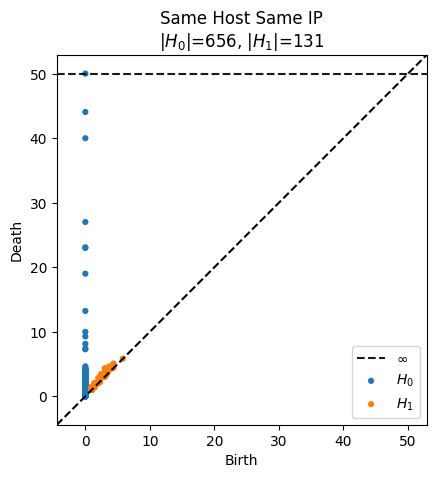 Same Host Same IP
|H₀|=656, |H₁|=131
Death
50
40
30
20
10
0
0 10 20 30 40 50
Birth
∞
H₀
H₁